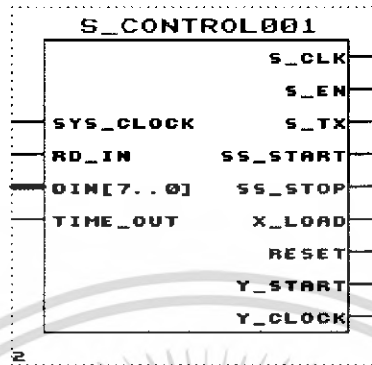 S_CONTROL001
S_CLK
S_EN
SYS_CLOCK S_TX
RD_IN SS_START
DIN[7..0] SS_STOP
TIME_OUT X_LOAD
RESET
Y_START
Y_CLOCK
2